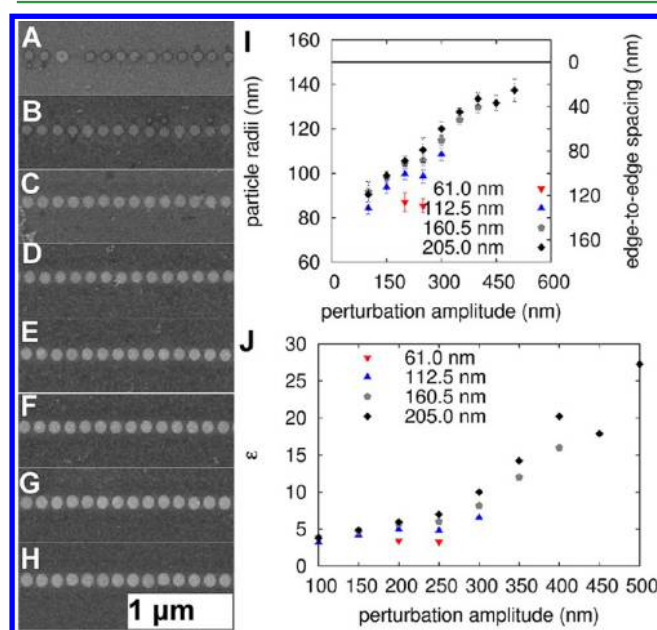 A
B
C
D
E
F
G
H
1 µm
I
160
140
120
100
80
60
particle radii (nm)
0
40
80
120
160
edge-to-edge spacing (nm)
61.0 nm
112.5 nm
160.5 nm
205.0 nm
0 150 300 450 600
perturbation amplitude (nm)
J
30
25
20
15
10
5
0
ε
61.0 nm
112.5 nm
160.5 nm
205.0 nm
100 150 200 250 300 350 400 450 500
perturbation amplitude (nm)